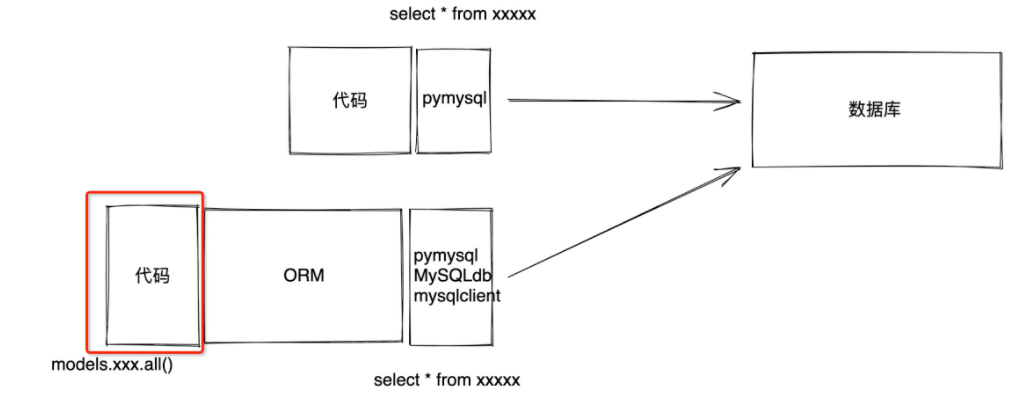 select * from xxxxx
代码
pymysql
数据库
代码
ORM
pymysql
MySQLdb
mysqlclient
models.xxx.all()
select * from xxxxx